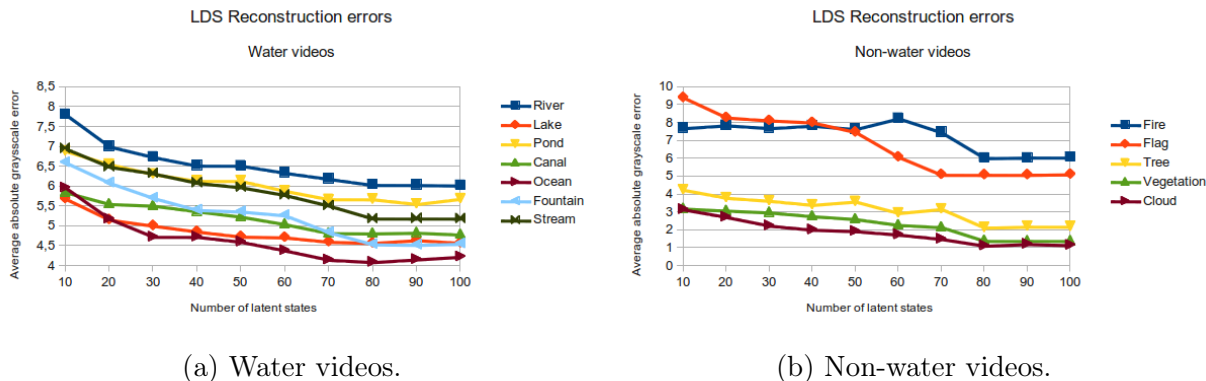 LDS Reconstruction errors
Water videos
Average absolute graysscale error
8,5
8
7,5
7
6,5
6
5,5
5
4,5
4
10 20 30 40 50 60 70 80 90 100
Number of latent states
River
Lake
Pond
Canal
Ocean
Fountain
Stream
(a) Water videos.
LDS Reconstruction errors
Non-water videos
Average absolute grayscale error
10
9
8
7
6
5
4
3
2
1
0
10 20 30 40 50 60 70 80 90 100
Number of latent states
Fire
Flag
Tree
Vegetation
Cloud
(b) Non-water videos.